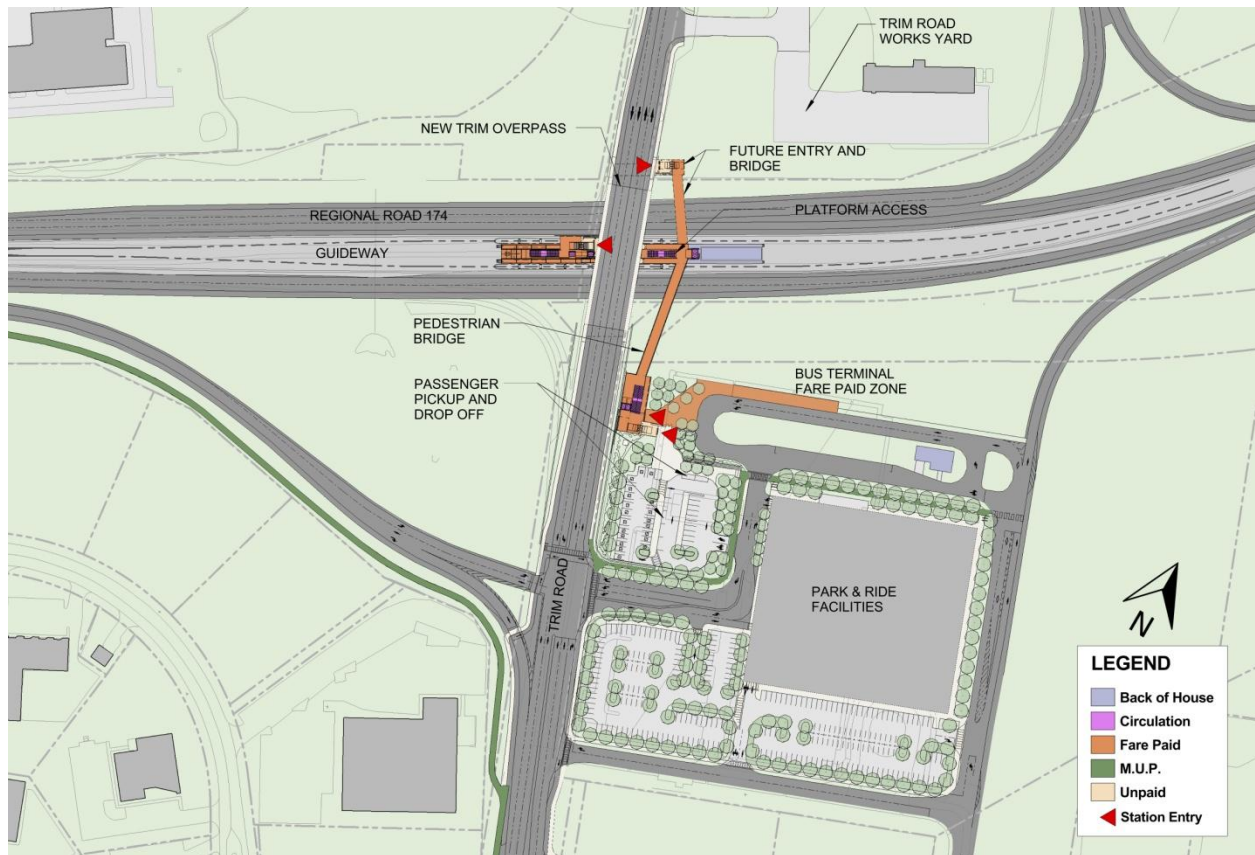 TRIM ROAD
WORKS YARD
NEW TRIM OVERPASS
FUTURE ENTRY AND
BRIDGE
REGIONAL ROAD 174
PLATFORM ACCESS
GUIDEWAY
PEDESTRIAN
BRIDGE
PASSENGER
PICKUP AND
DROP OFF
BUS TERMINAL
FARE PAID ZONE
TRIM ROAD
PARK & RIDE
FACILITIES
N
LEGEND
Back of House
Circulation
Fare Paid
M.U.P.
Unpaid
Station Entry